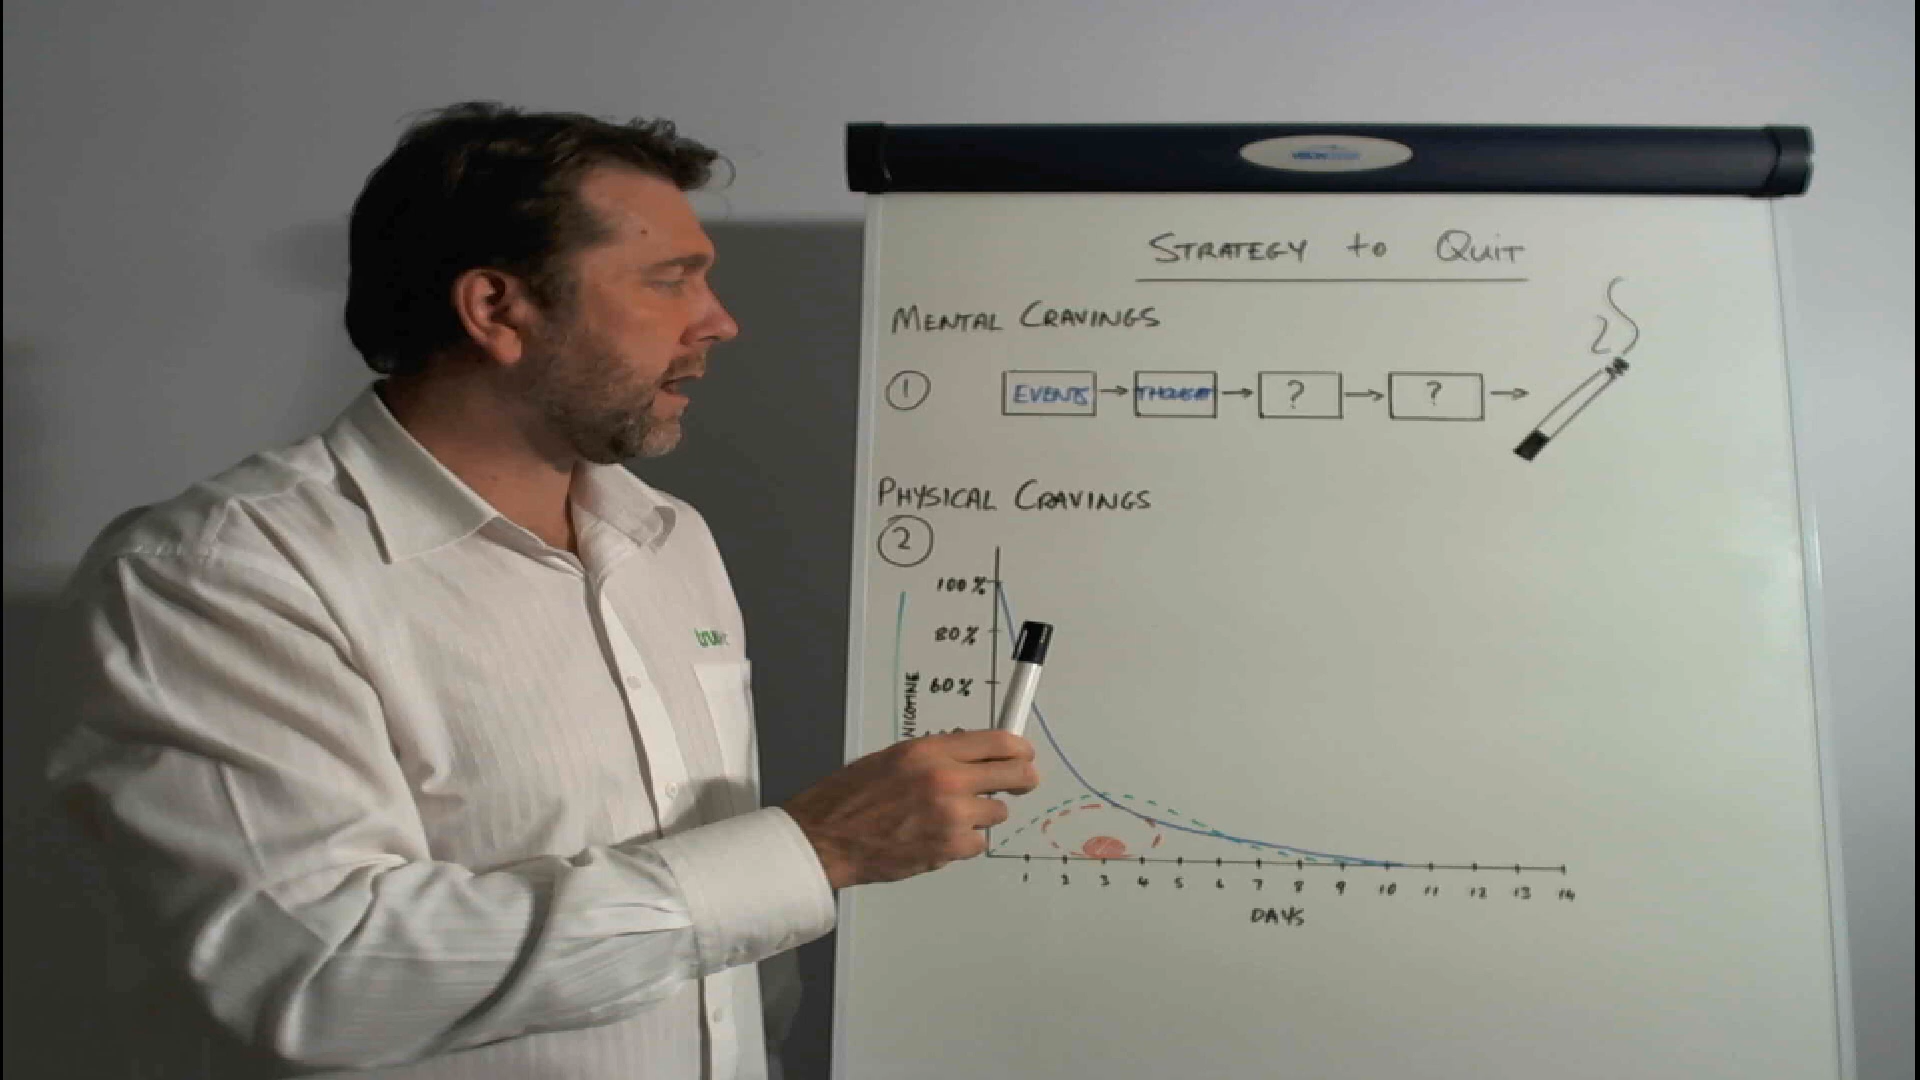 STRATEGY to QUIT
MENTAL CRAVINGS
1
EVENTS → THOUGHT → ? → ? →
PHYSICAL CRAVINGS
2
100%
80%
60%
NICOTINE
1 2 3 4 5 6 7 8 9 10 11 12 13 14
DAYS